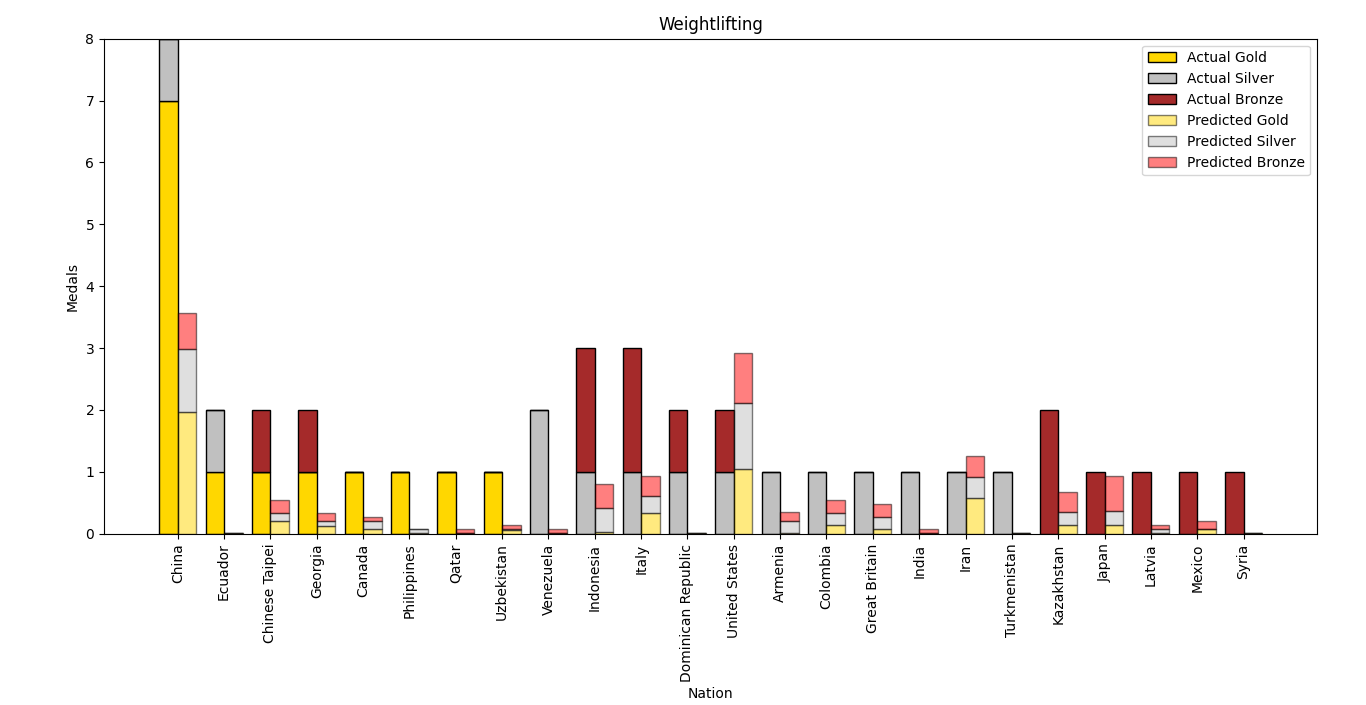 Weightlifting
8
7
6
5
4
3
2
1
0
Medals
Actual Gold
Actual Silver
Actual Bronze
Predicted Gold
Predicted Silver
Predicted Bronze
China
Ecuador
Chinese Taipei
Georgia
Canada
Philippines
Qatar
Uzbekistan
Venezuela
Indonesia
Italy
Dominican Republic
United States
Armenia
Colombia
Great Britain
India
Iran
Turkmenistan
Kazakhstan
Japan
Latvia
Mexico
Syria
Nation